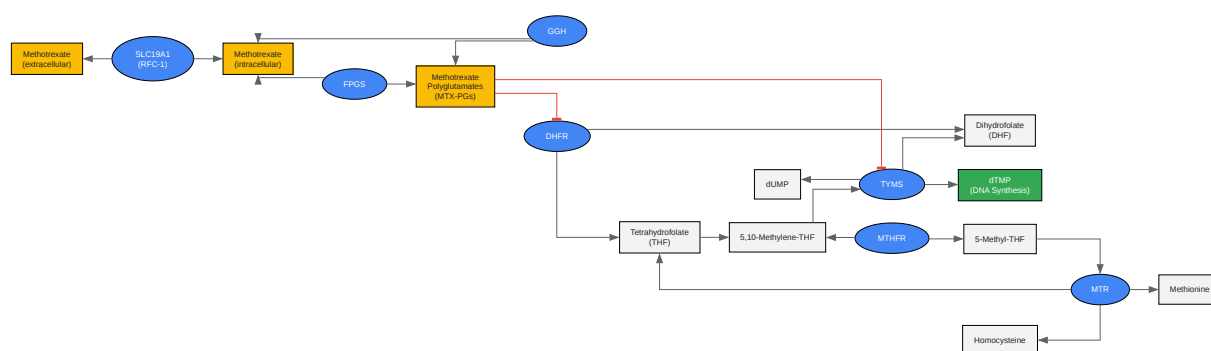 GGH
Methotrexate
(extracellular)
SLC19A1
(RFC-1)
Methotrexate
(intracellular)
FPGS
Methotrexate
Polyglutamates
(MTX-PGs)
DHFR
Dihydrofolate
(DHF)
dUMP
TYMS
dTMP
(DNA Synthesis)
Tetrahydrofolate
(THF)
5,10-Methylene-THF
MTHFR
5-Methyl-THF
MTR
Methionine
Homocysteine